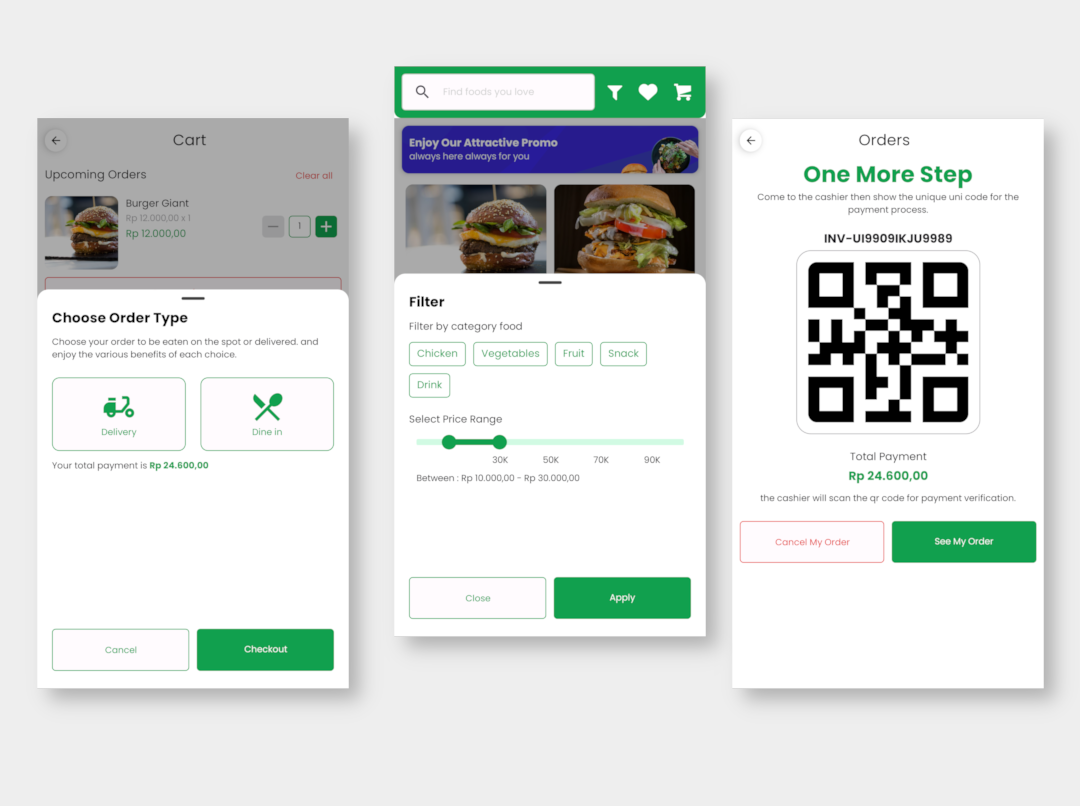 Cart
Upcoming Orders
Clear all
Burger Giant
Rp 12.000,00 x 1
Rp 12.000,00
1
Choose Order Type
Choose your order to be eaten on the spot or delivered. and
enjoy the various benefits of each choice.
Delivery
Dine in
Your total payment is Rp 24.600,00
Cancel
Checkout
Find foods you love
Enjoy Our Attractive Promo
always here always for you
Filter
Filter by category food
Chicken
Vegetables
Fruit
Snack
Drink
Select Price Range
30K
50K
70K
90K
Between : Rp 10.000,00 - Rp 30.000,00
Close
Apply
Orders
One More Step
Come to the cashier then show the unique uni code for the
payment process.
INV-UI9909IKJU9989
Total Payment
Rp 24.600,00
the cashier will scan the qr code for payment verification.
Cancel My Order
See My Order